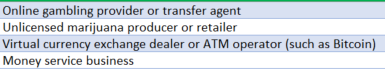 Online gambling provider or transfer agent
Unlicensed marijuana producer or retailer
Virtual currency exchange dealer or ATM operator (such as Bitcoin)
Money service business